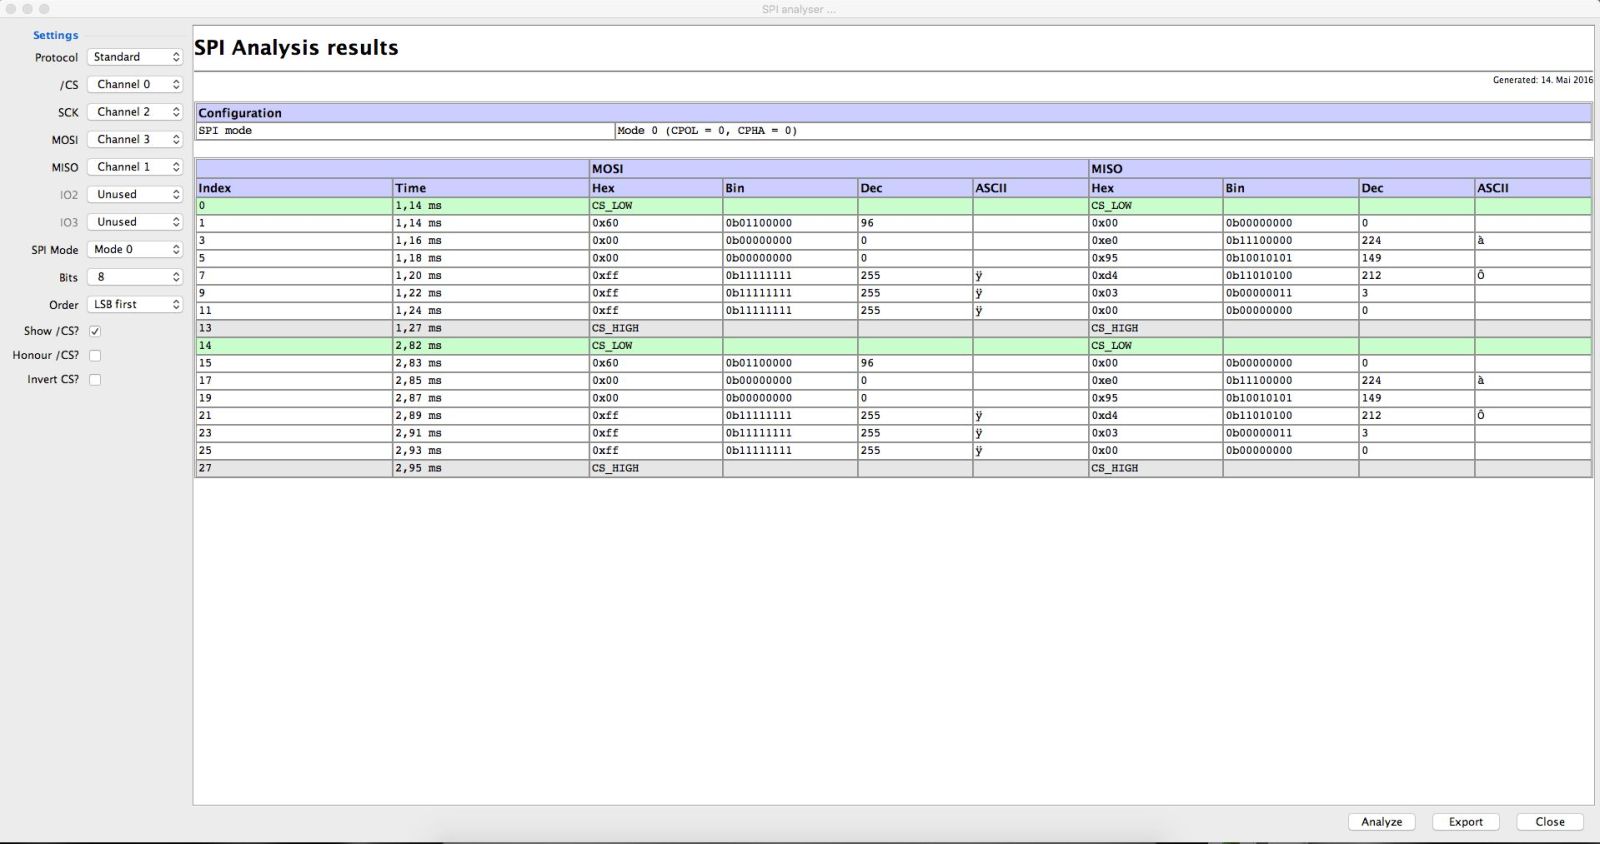 SPI analyser ...
Settings
Protocol Standard
/CS Channel 0
SCK Channel 2
MOSI Channel 3
MISO Channel 1
IO2 Unused
IO3 Unused
SPI Mode Mode 0
Bits 8
Order LSB first
Show /CS?
Honour /CS?
Invert CS?
SPI Analysis results
Generated: 14. Mai 2016
Configuration
SPI mode Mode 0 (CPOL = 0, CPHA = 0)
MOSI MISO
Index Time Hex Bin Dec ASCII Hex Bin Dec ASCII
0 1,14 ms CS_LOW CS_LOW
1 1,14 ms 0x60 0b01100000 96 0x00 0b00000000 0
3 1,16 ms 0x00 0b00000000 0 0xe0 0b11100000 224 à
5 1,18 ms 0x00 0b00000000 0 0x95 0b10010101 149
7 1,20 ms 0xff 0b11111111 255 ÿ 0xd4 0b11010100 212 Ô
9 1,22 ms 0xff 0b11111111 255 ÿ 0x03 0b00000011 3
11 1,24 ms 0xff 0b11111111 255 ÿ 0x00 0b00000000 0
13 1,27 ms CS_HIGH CS_HIGH
14 2,82 ms CS_LOW CS_LOW
15 2,83 ms 0x60 0b01100000 96 0x00 0b00000000 0
17 2,85 ms 0x00 0b00000000 0 0xe0 0b11100000 224 à
19 2,87 ms 0x00 0b00000000 0 0x95 0b10010101 149
21 2,89 ms 0xff 0b11111111 255 ÿ 0xd4 0b11010100 212 Ô
23 2,91 ms 0xff 0b11111111 255 ÿ 0x03 0b00000011 3
25 2,93 ms 0xff 0b11111111 255 ÿ 0x00 0b00000000 0
27 2,95 ms CS_HIGH CS_HIGH
Analyze Export Close